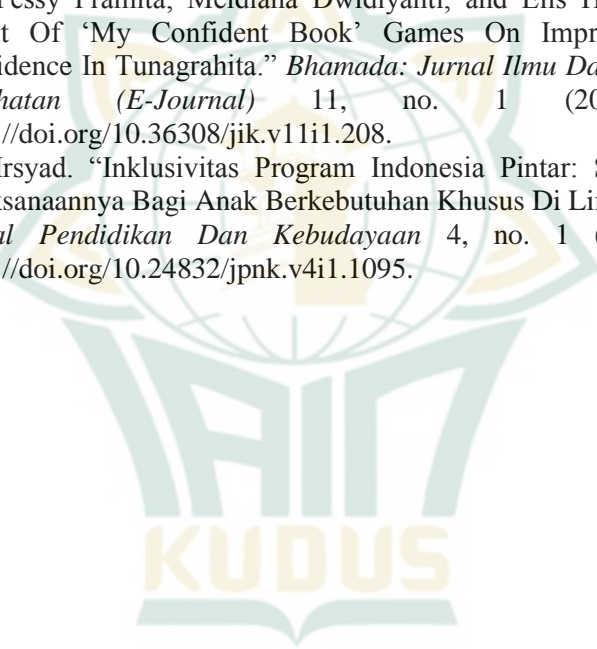 Pramita, Meidiana Dwidiyanti, and Elis H
Of 'My Confident Book' Games On Impr
idence In Tunagrahita." Bhamada: Jurnal Ilmu Da
hatan (E-Journal) 11, no. 1 (20
://doi.org/10.36308/jik.v11i1.208.
Irsyad. "Inklusivitas Program Indonesia Pintar: S
ksanaannya Bagi Anak Berkebutuhan Khusus Di Li
al Pendidikan Dan Kebudayaan 4, no. 1 (
://doi.org/10.24832/jpnk.v4i1.1095.
IAIN
KUDUS